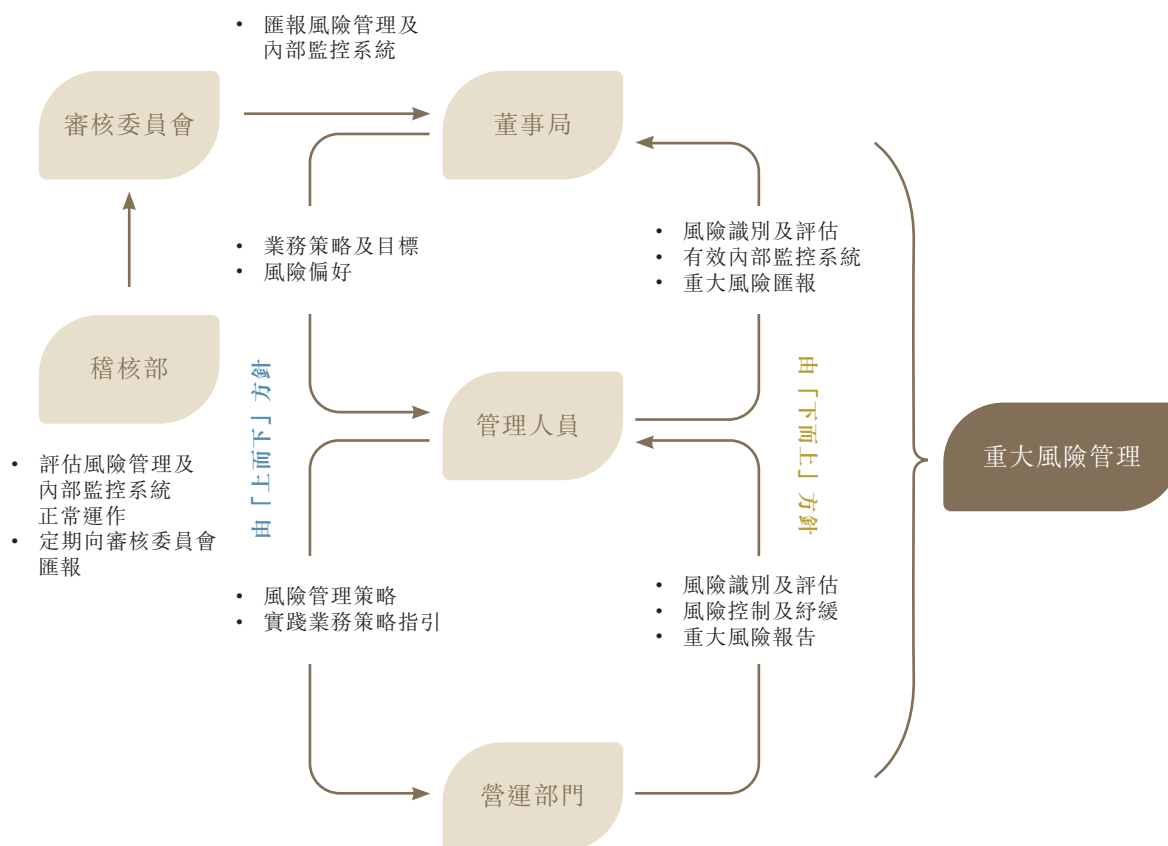 • 匯報風險管理及
內部監控系統
審核委員會
董事局
• 業務策略及目標
• 風險偏好
• 風險識別及評估
• 有效內部監控系統
• 重大風險匯報
稽核部
由「上而下」方針
管理人員
由「下而上」方針
重大風險管理
• 評估風險管理及
內部監控系統
正常運作
• 定期向審核委員會
匯報
• 風險管理策略
• 實踐業務策略指引
• 風險識別及評估
• 風險控制及紓緩
• 重大風險報告
營運部門